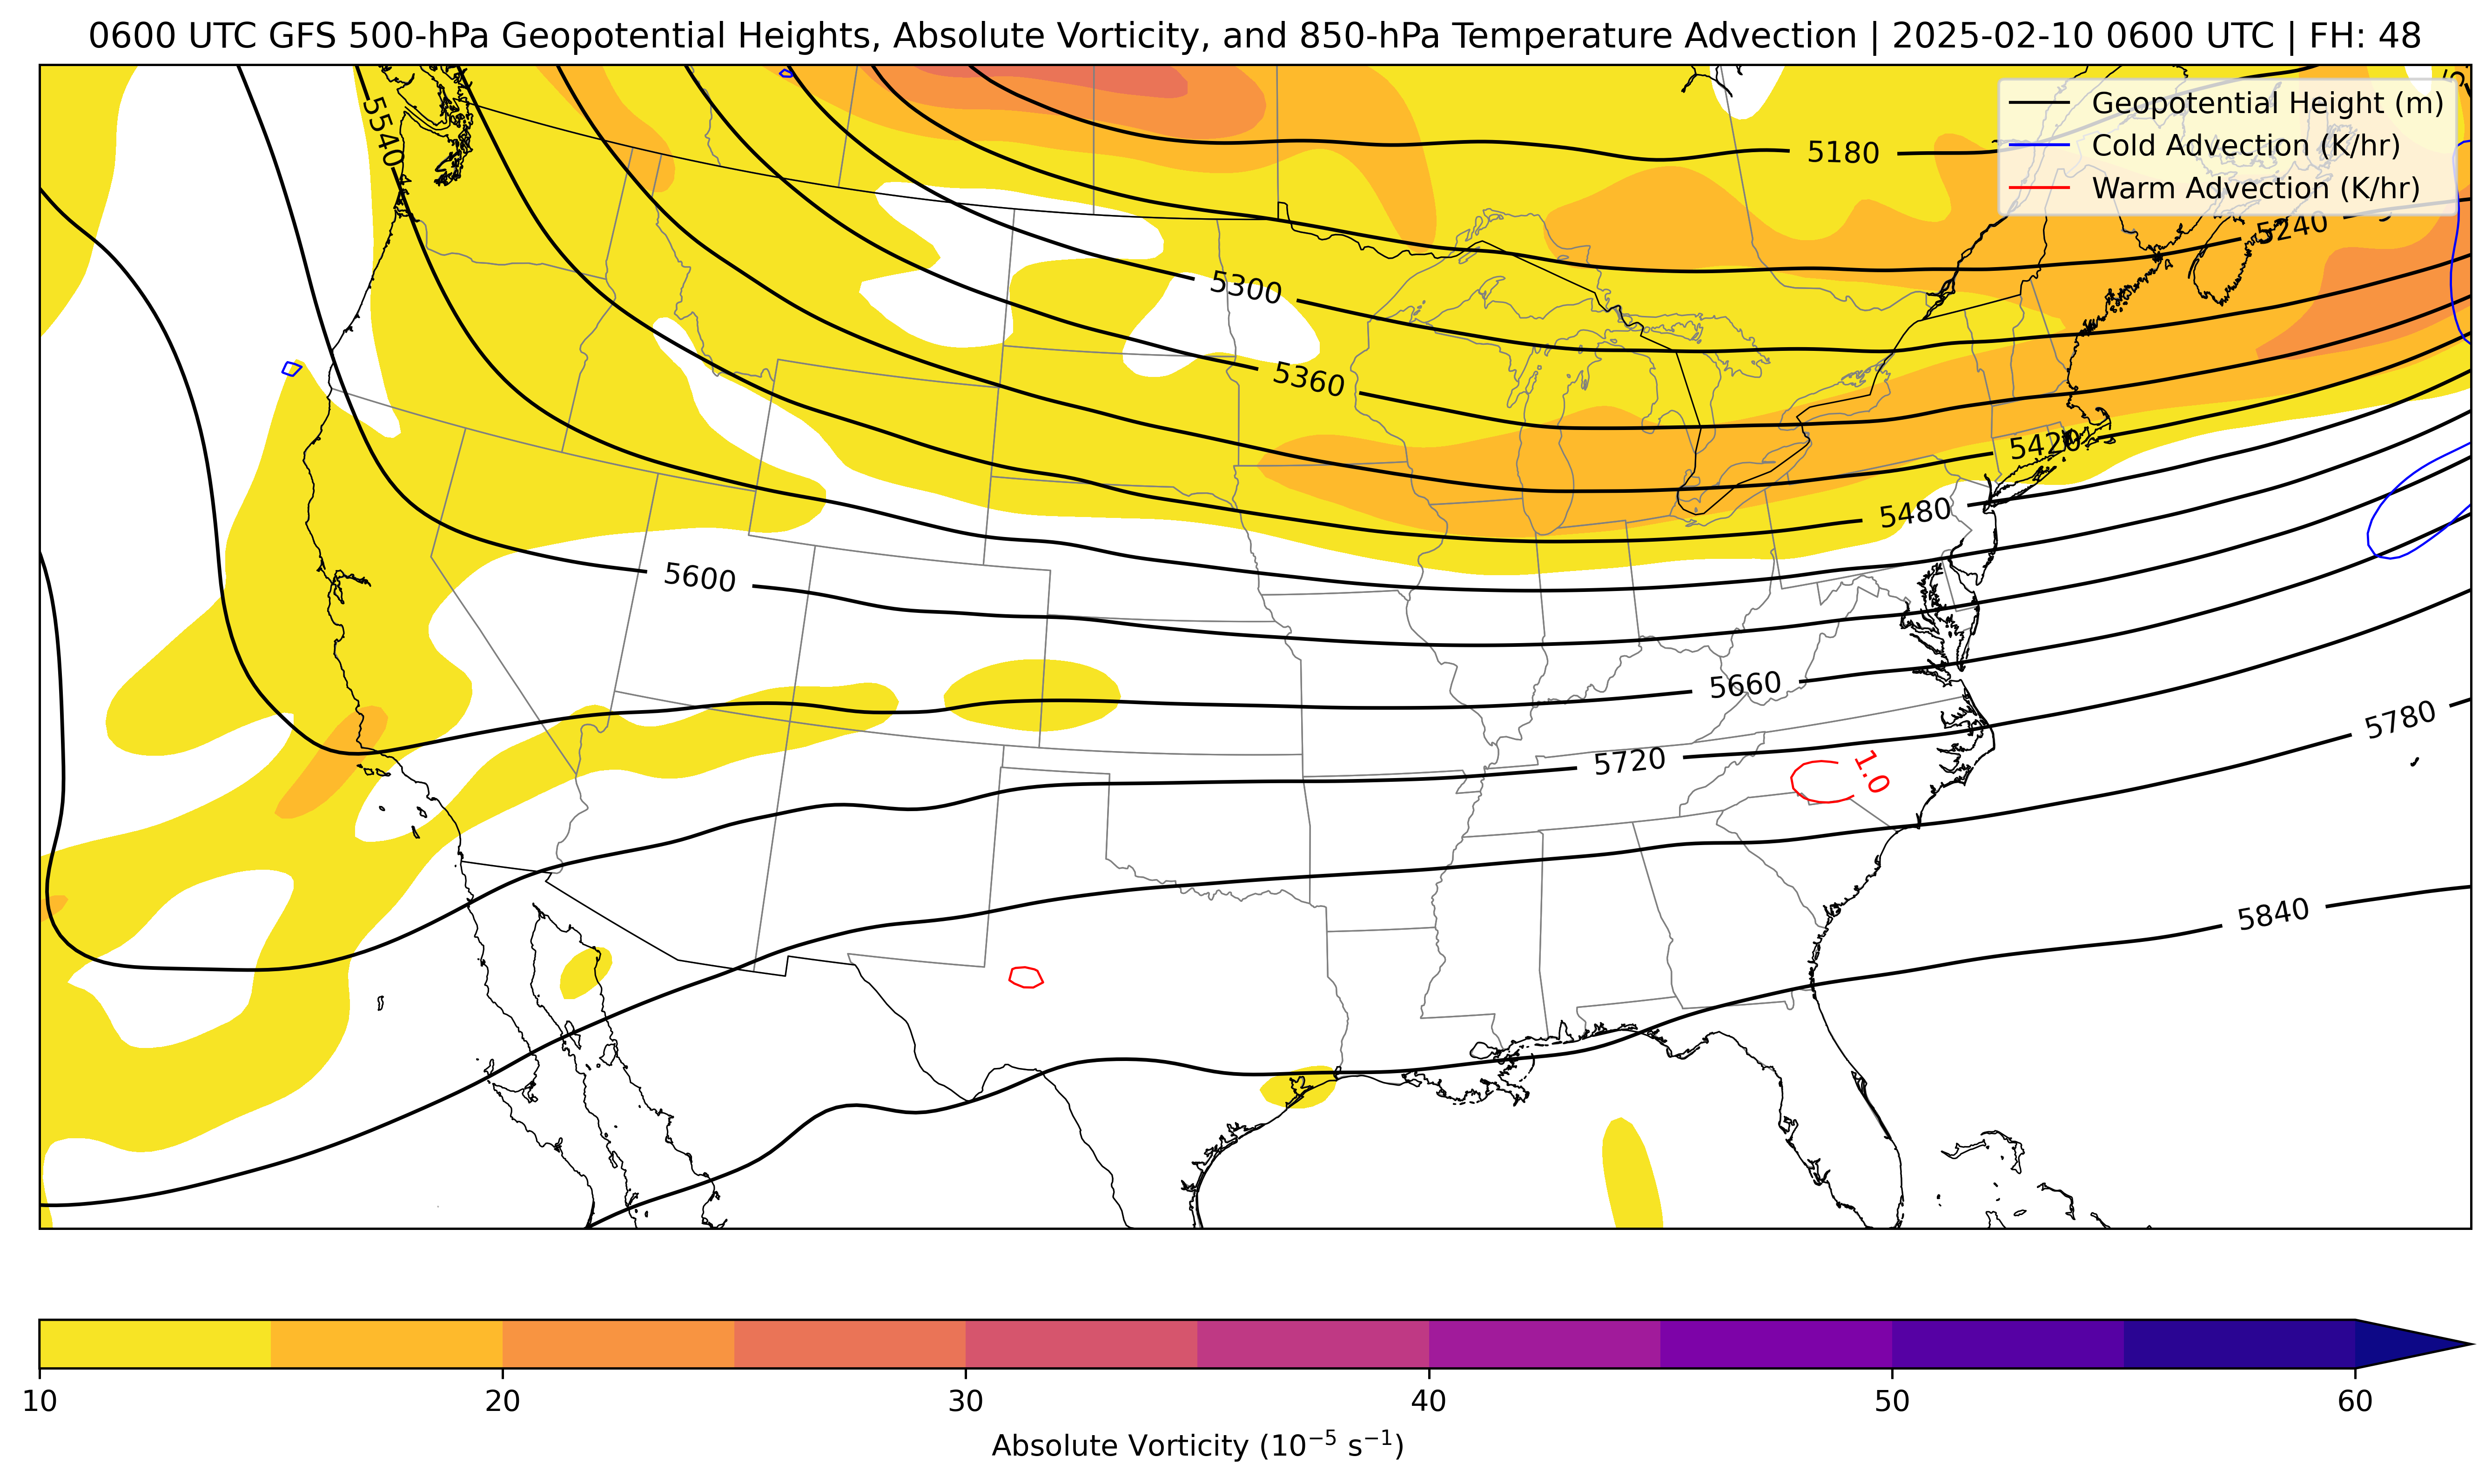 0600 UTC GFS 500-hPa Geopotential Heights, Absolute Vorticity, and 850-hPa Temperature Advection | 2025-02-10 0600 UTC | FH: 48
Geopotential Height (m)
Cold Advection (K/hr)
Warm Advection (K/hr)
5540
5180
5240
5300
5360
5420
5480
5600
5660
5720
1.0
5780
5840
10 20 30 40 50 60
Absolute Vorticity (10⁻⁵ s⁻¹)